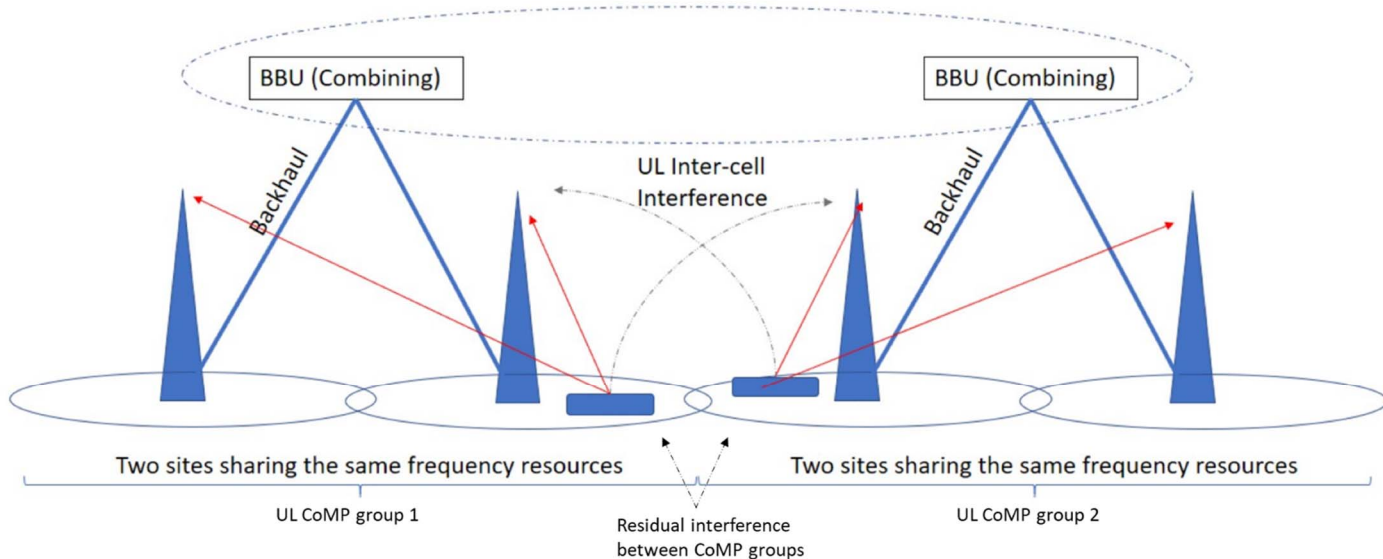 BBU (Combining)
BBU (Combining)
Backhaul
UL Inter-cell
Interference
Backhaul
Two sites sharing the same frequency resources
Two sites sharing the same frequency resources
UL CoMP group 1
Residual interference
between CoMP groups
UL CoMP group 2